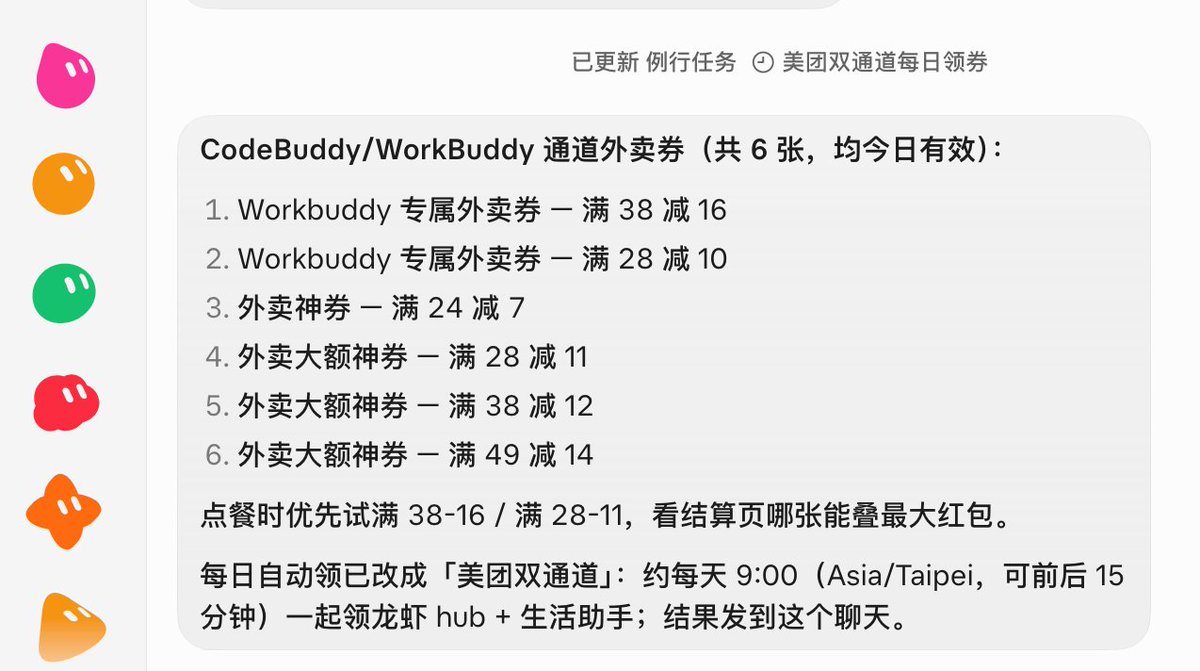 已更新 例行任务 美团双通道每日领券
CodeBuddy/WorkBuddy 通道外卖券（共 6 张，均今日有效）：
1. Workbuddy 专属外卖券 — 满 38 减 16
2. Workbuddy 专属外卖券 — 满 28 减 10
3. 外卖神券 — 满 24 减 7
4. 外卖大额神券 — 满 28 减 11
5. 外卖大额神券 — 满 38 减 12
6. 外卖大额神券 — 满 49 减 14
点餐时优先试满 38-16 / 满 28-11，看结算页哪张能叠最大红包。
每日自动领已改成「美团双通道」：约每天 9:00（Asia/Taipei，可前后 15
分钟）一起领龙虾 hub + 生活助手；结果发到这个聊天。